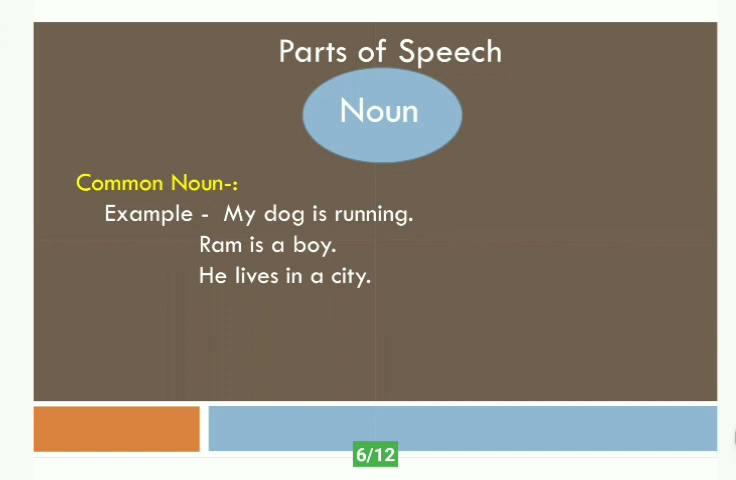 Parts of Speech
Noun
Common Noun-:
Example - My dog is running.
Ram is a boy.
He lives in a city.
6/12